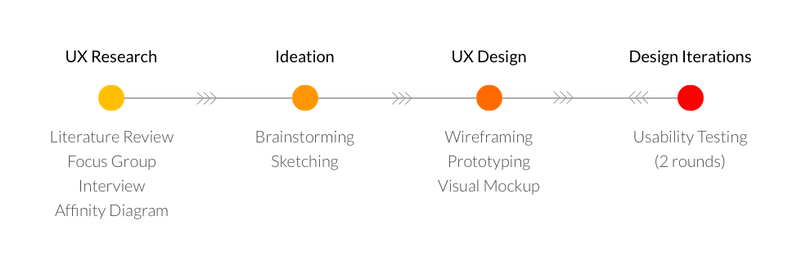 UX Research
Ideation
UX Design
Design Iterations
Literature Review
Focus Group
Interview
Affinity Diagram
Brainstorming
Sketching
Wireframing
Prototyping
Visual Mockup
Usability Testing
(2 rounds)